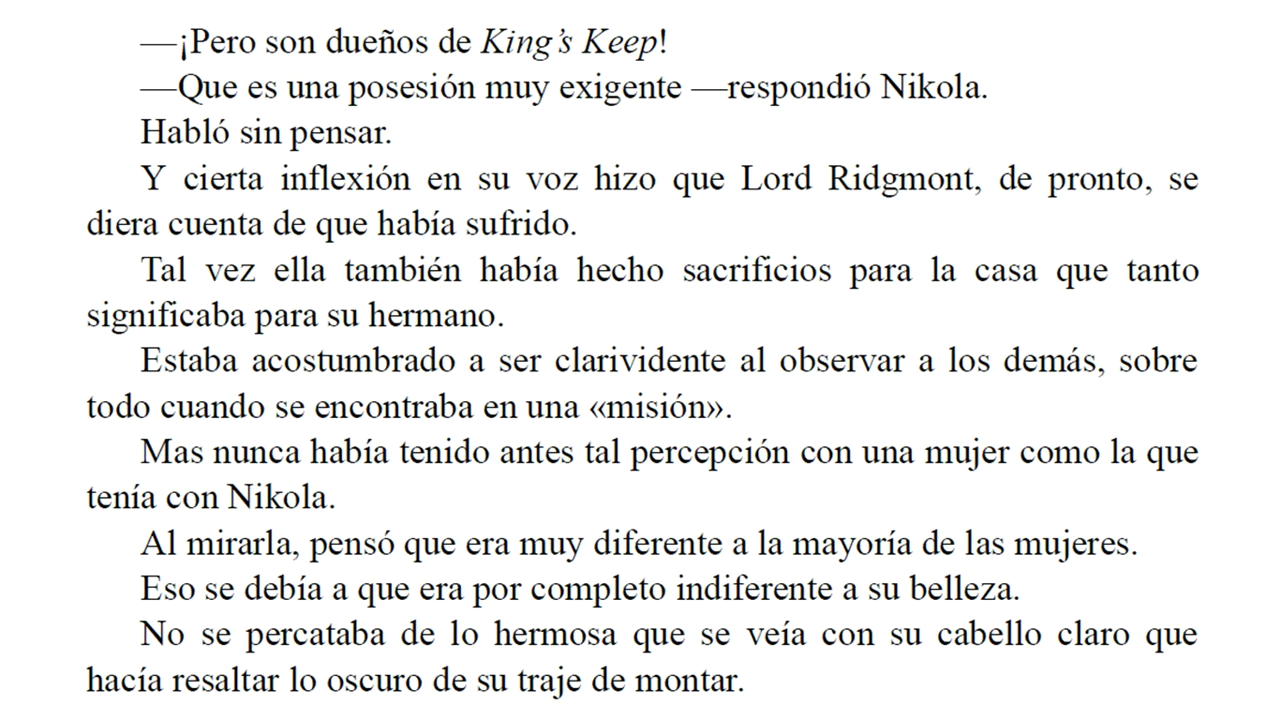 —¡Pero son dueños de King’s Keep!
—Que es una posesión muy exigente —respondió Nikola.
Habló sin pensar.
Y cierta inflexión en su voz hizo que Lord Ridgmont, de pronto, se
diera cuenta de que había sufrido.
Tal vez ella también había hecho sacrificios para la casa que tanto
significaba para su hermano.
Estaba acostumbrado a ser clarividente al observar a los demás, sobre
todo cuando se encontraba en una «misión».
Mas nunca había tenido antes tal percepción con una mujer como la que
tenía con Nikola.
Al mirarla, pensó que era muy diferente a la mayoría de las mujeres.
Eso se debía a que era por completo indiferente a su belleza.
No se percataba de lo hermosa que se veía con su cabello claro que
hacía resaltar lo oscuro de su traje de montar.